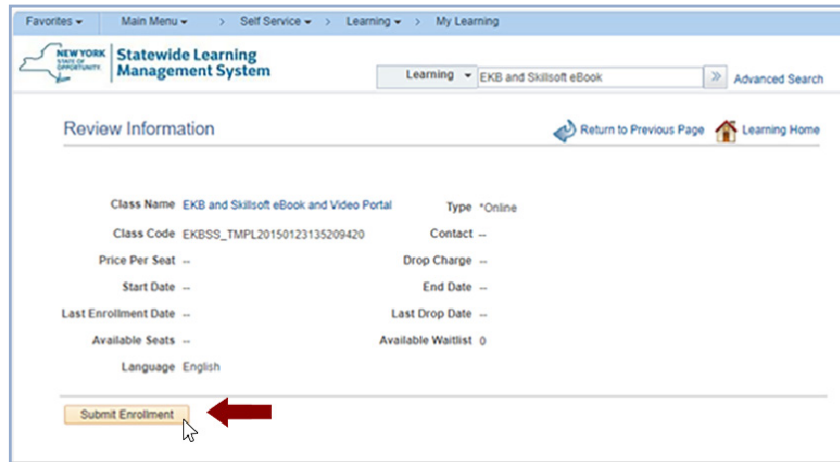 Favorites Main Menu > Self Service > Learning > My Learning
NEW YORK
STATE OF
OPPORTUNITY.
Statewide Learning
Management System
Learning EKB and Skillsoft eBook » Advanced Search
Review Information Return to Previous Page Learning Home
Class Name EKB and Skillsoft eBook and Video Portal Type *Online
Class Code EKBSS_TMPL20150123135209420 Contact --
Price Per Seat -- Drop Charge --
Start Date -- End Date --
Last Enrollment Date -- Last Drop Date --
Available Seats -- Available Waitlist 0
Language English
Submit Enrollment